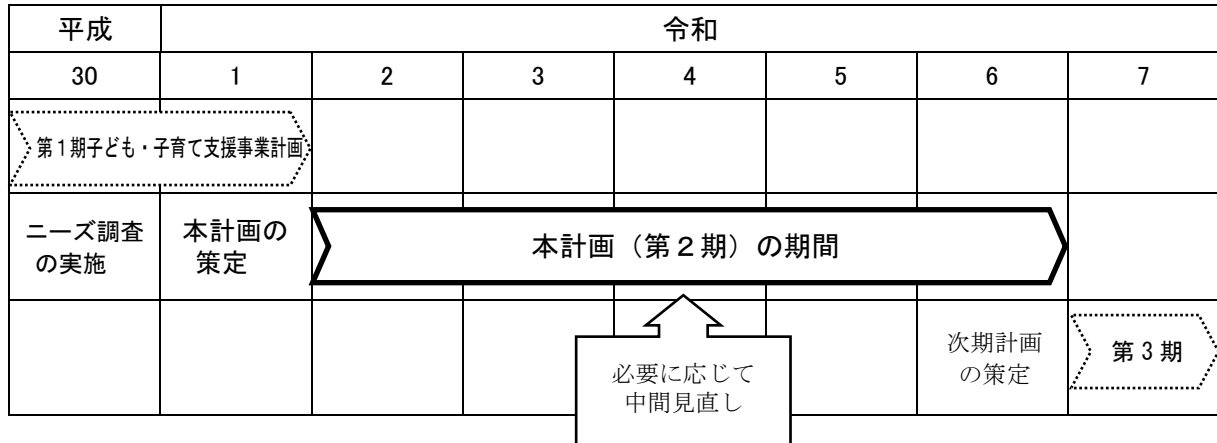 平成 令和
30 1 2 3 4 5 6 7
第1期子ども・子育て支援事業計画
ニーズ調査
の実施
本計画の
策定
本計画（第２期）の期間
必要に応じて
中間見直し
次期計画
の策定
第３期